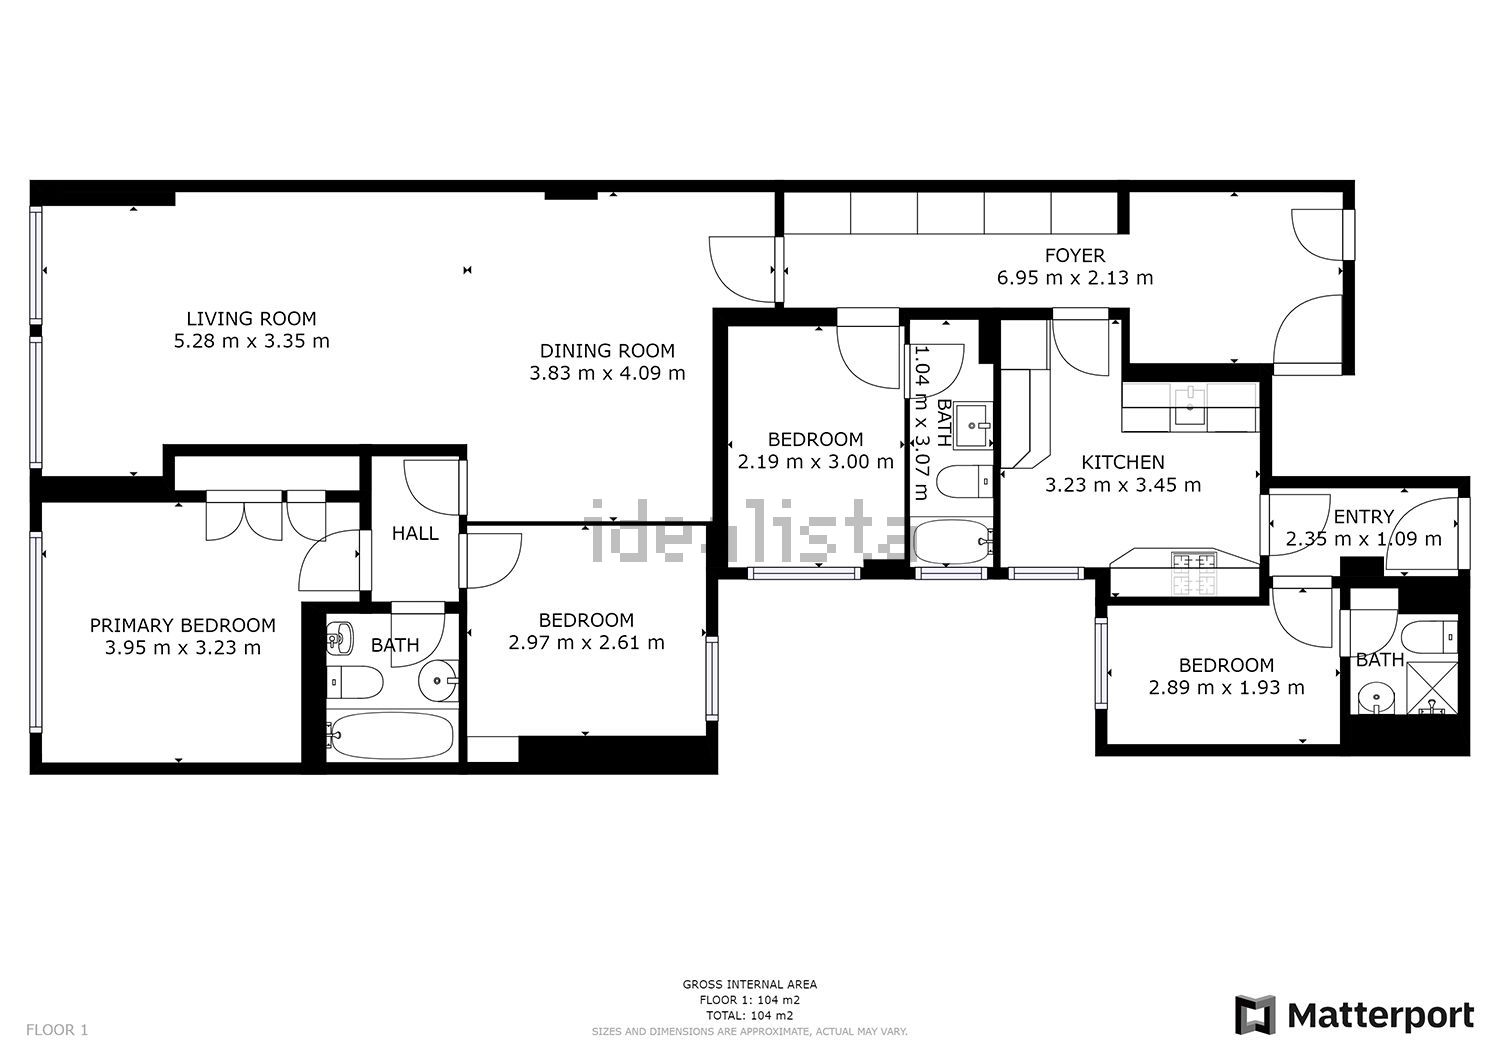 FOYER
6.95 m x 2.13 m
LIVING ROOM
5.28 m x 3.35 m
DINING ROOM
3.83 m x 4.09 m
BEDROOM
2.19 m x 3.00 m
BATH
1.04 m x 3.07 m
KITCHEN
3.23 m x 3.45 m
HALL
ENTRY
2.35 m x 1.09 m
idealista
PRIMARY BEDROOM
3.95 m x 3.23 m
BATH
BEDROOM
2.97 m x 2.61 m
BEDROOM
2.89 m x 1.93 m
BATH
GROSS INTERNAL AREA
FLOOR 1: 104 m2
TOTAL: 104 m2
SIZES AND DIMENSIONS ARE APPROXIMATE, ACTUAL MAY VARY.
FLOOR 1
Matterport